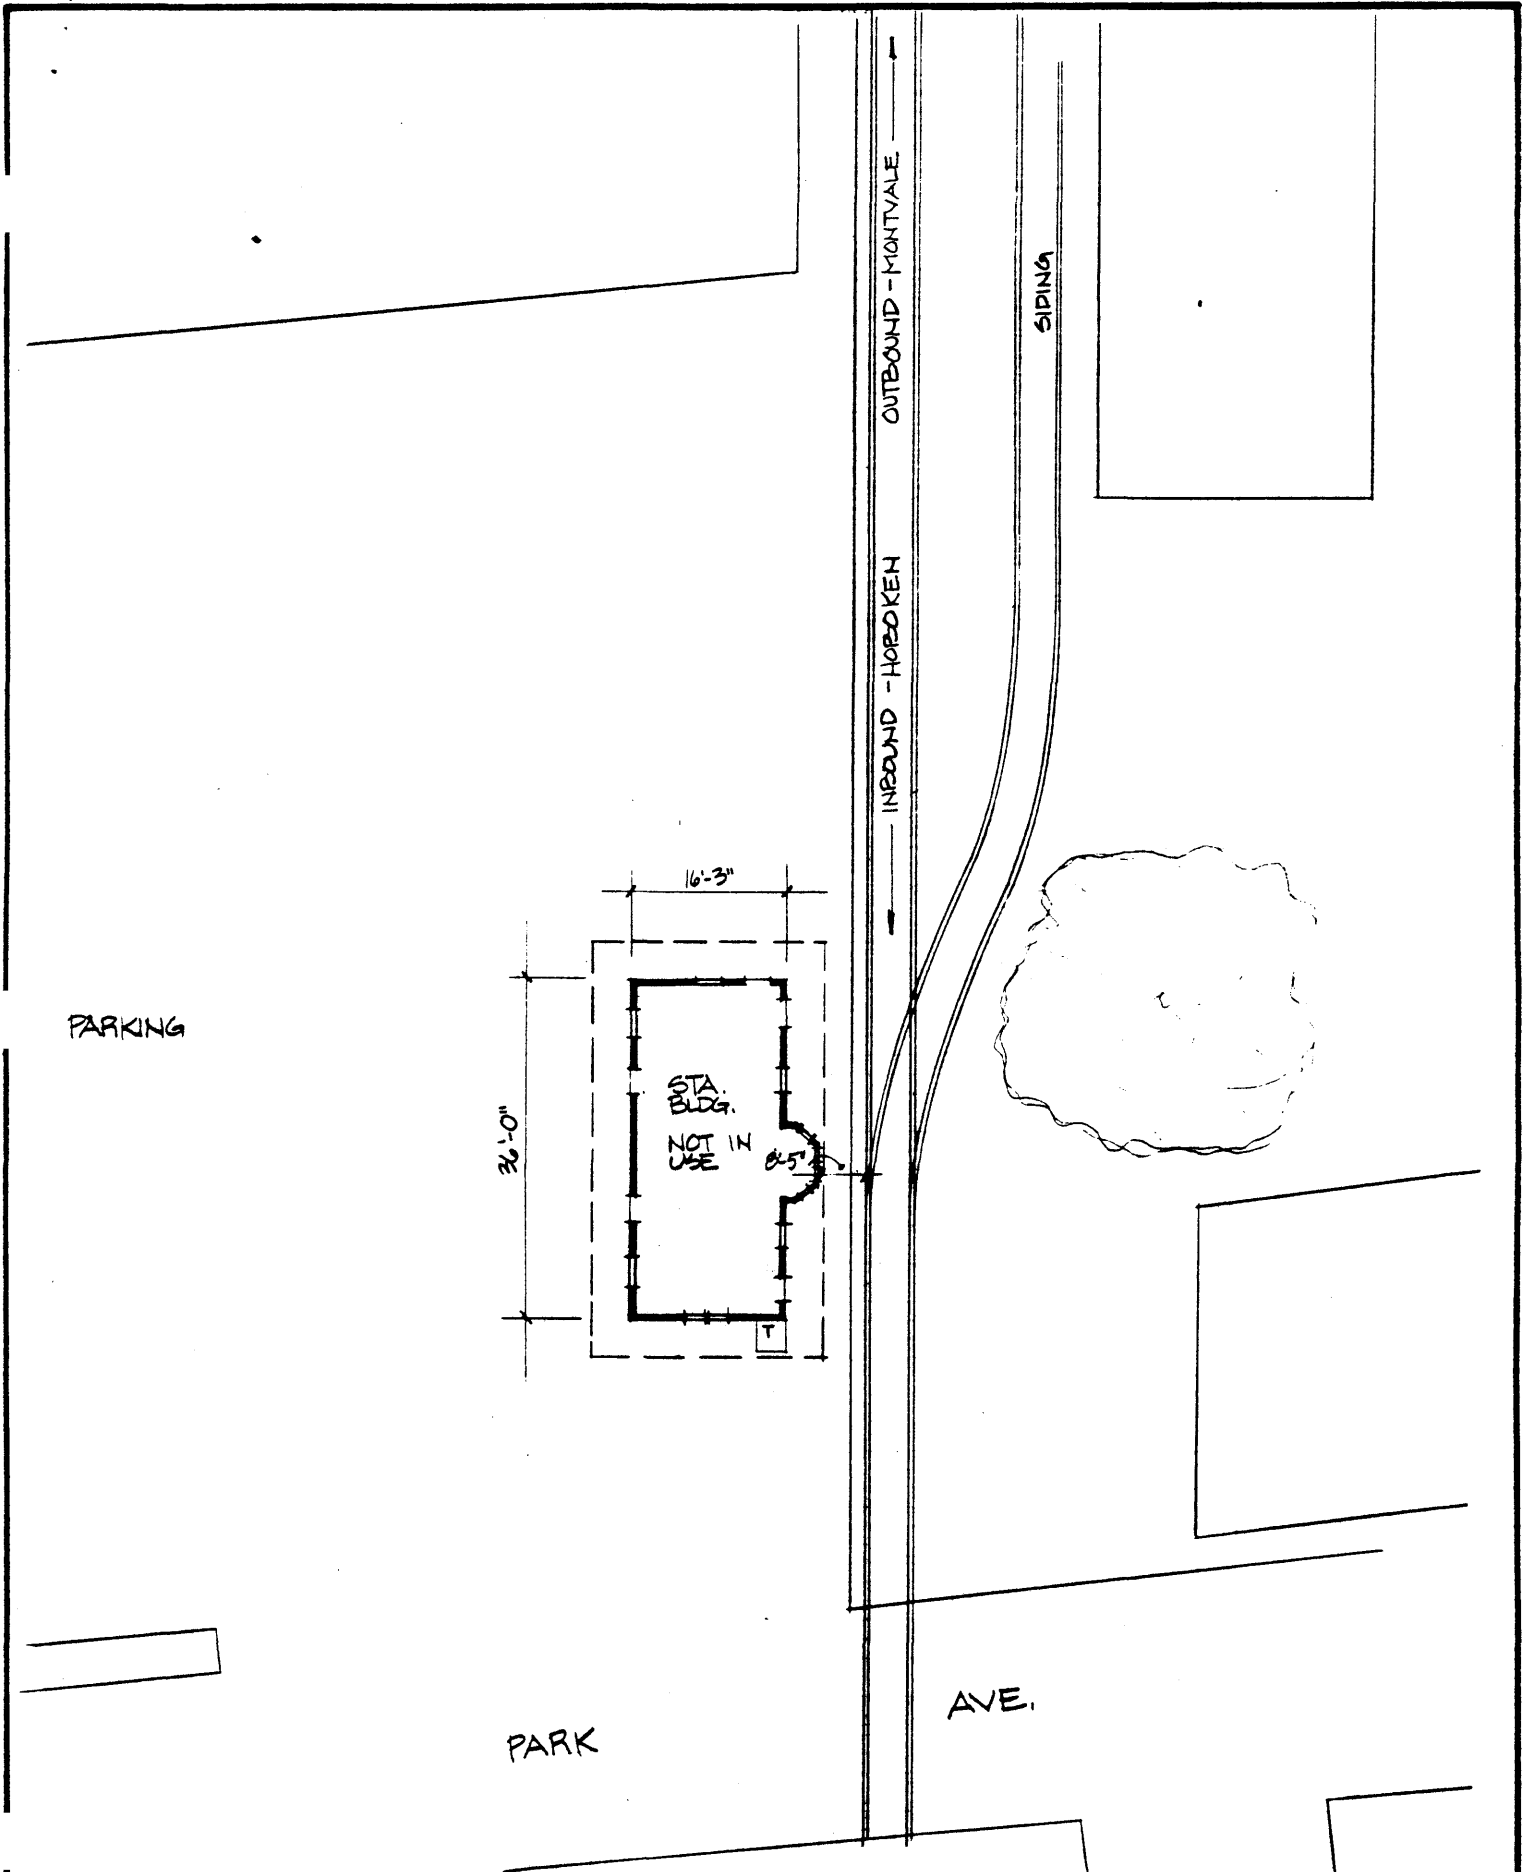 OUTBOUND - MONTVALE
SIDING
INBOUND - HOBOKEN
16'-3"
PARKING
36'-0"
STA.
BLDG.
NOT IN
USE
8'-5"
T
AVE.
PARK